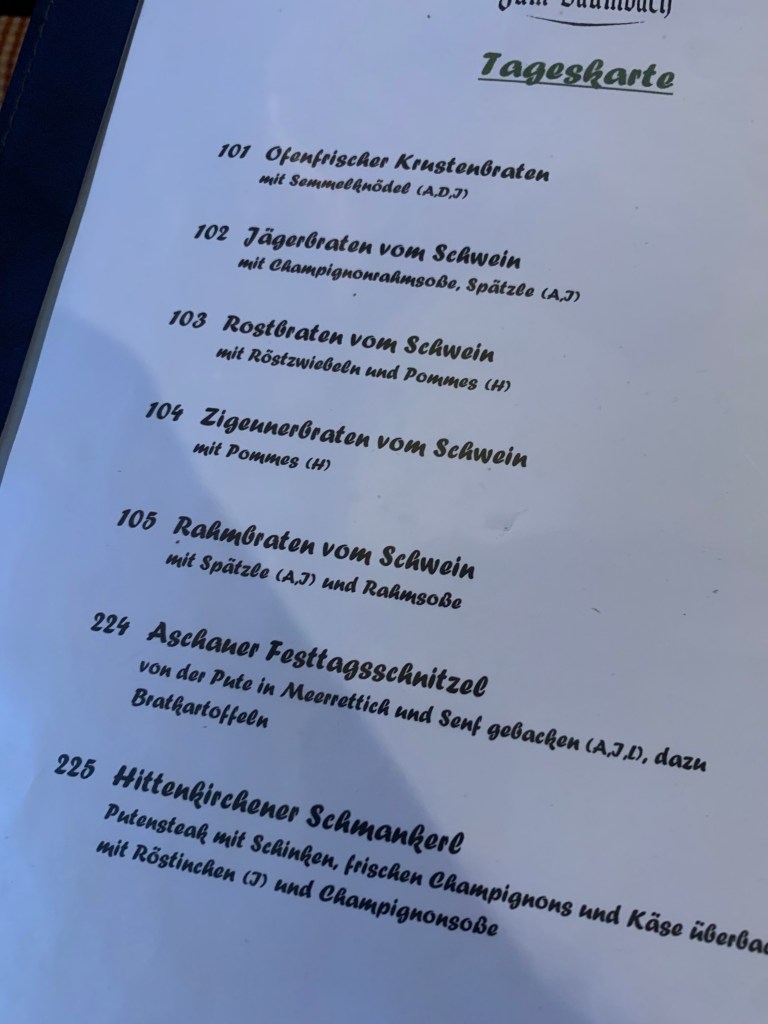 Zum Baumbach
Tageskarte
101 Ofenfrischer Krustenbraten
mit Semmelknödel (A,D,J)
102 Jägerbraten vom Schwein
mit Champignonrahmsoße, Spätzle (A,J)
103 Rostbraten vom Schwein
mit Röstzwiebeln und Pommes (H)
104 Zigeunerbraten vom Schwein
mit Pommes (H)
105 Rahmbraten vom Schwein
mit Spätzle (A,J) und Rahmsoße
224 Aschauer Festtagsschnitzel
von der Pute in Meerrettich und Senf gebacken (A,J,L), dazu
Bratkartoffeln
225 Hittenkirchener Schmankerl
Putensteak mit Schinken, frischen Champignons und Käse
mit Röstinchen (J) und Champignonsoße